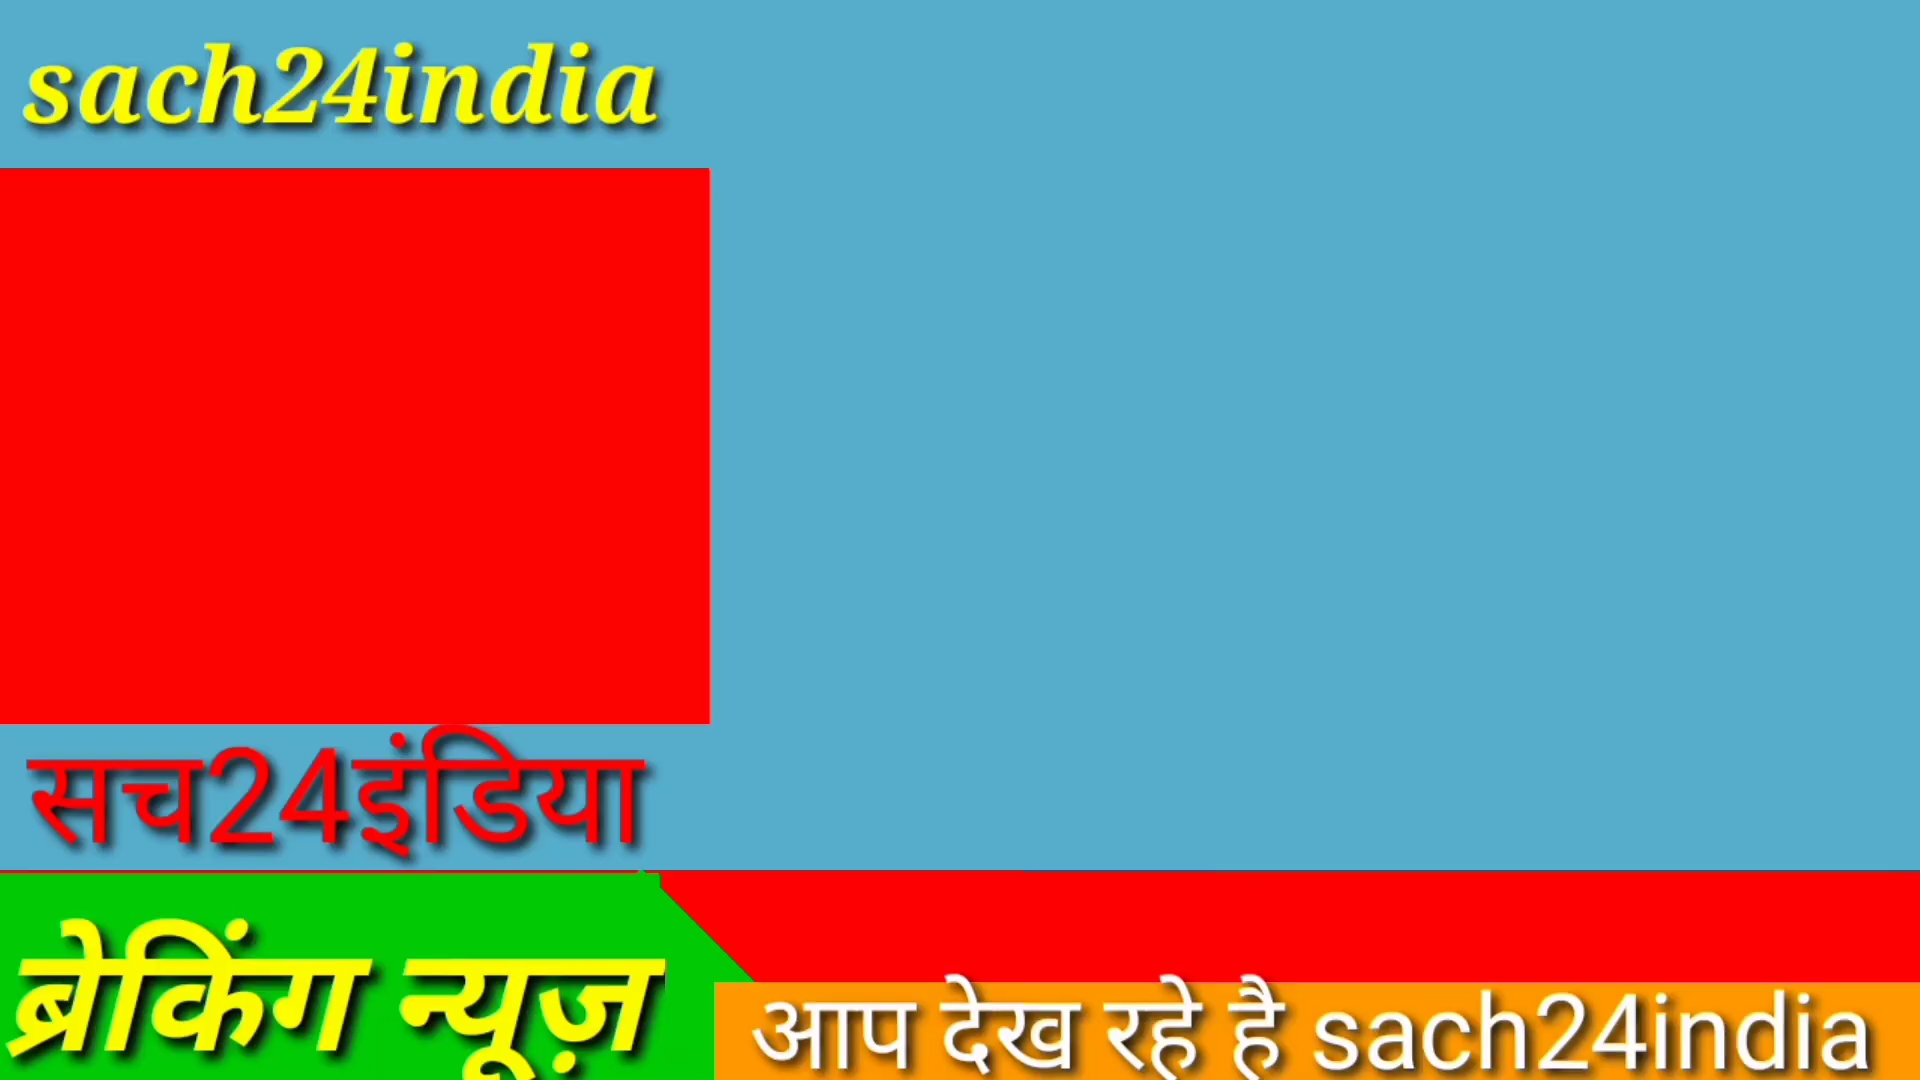 sach24india
सच24इंडिया
ब्रेकिंग न्यूज़
आप देख रहे है sach24india